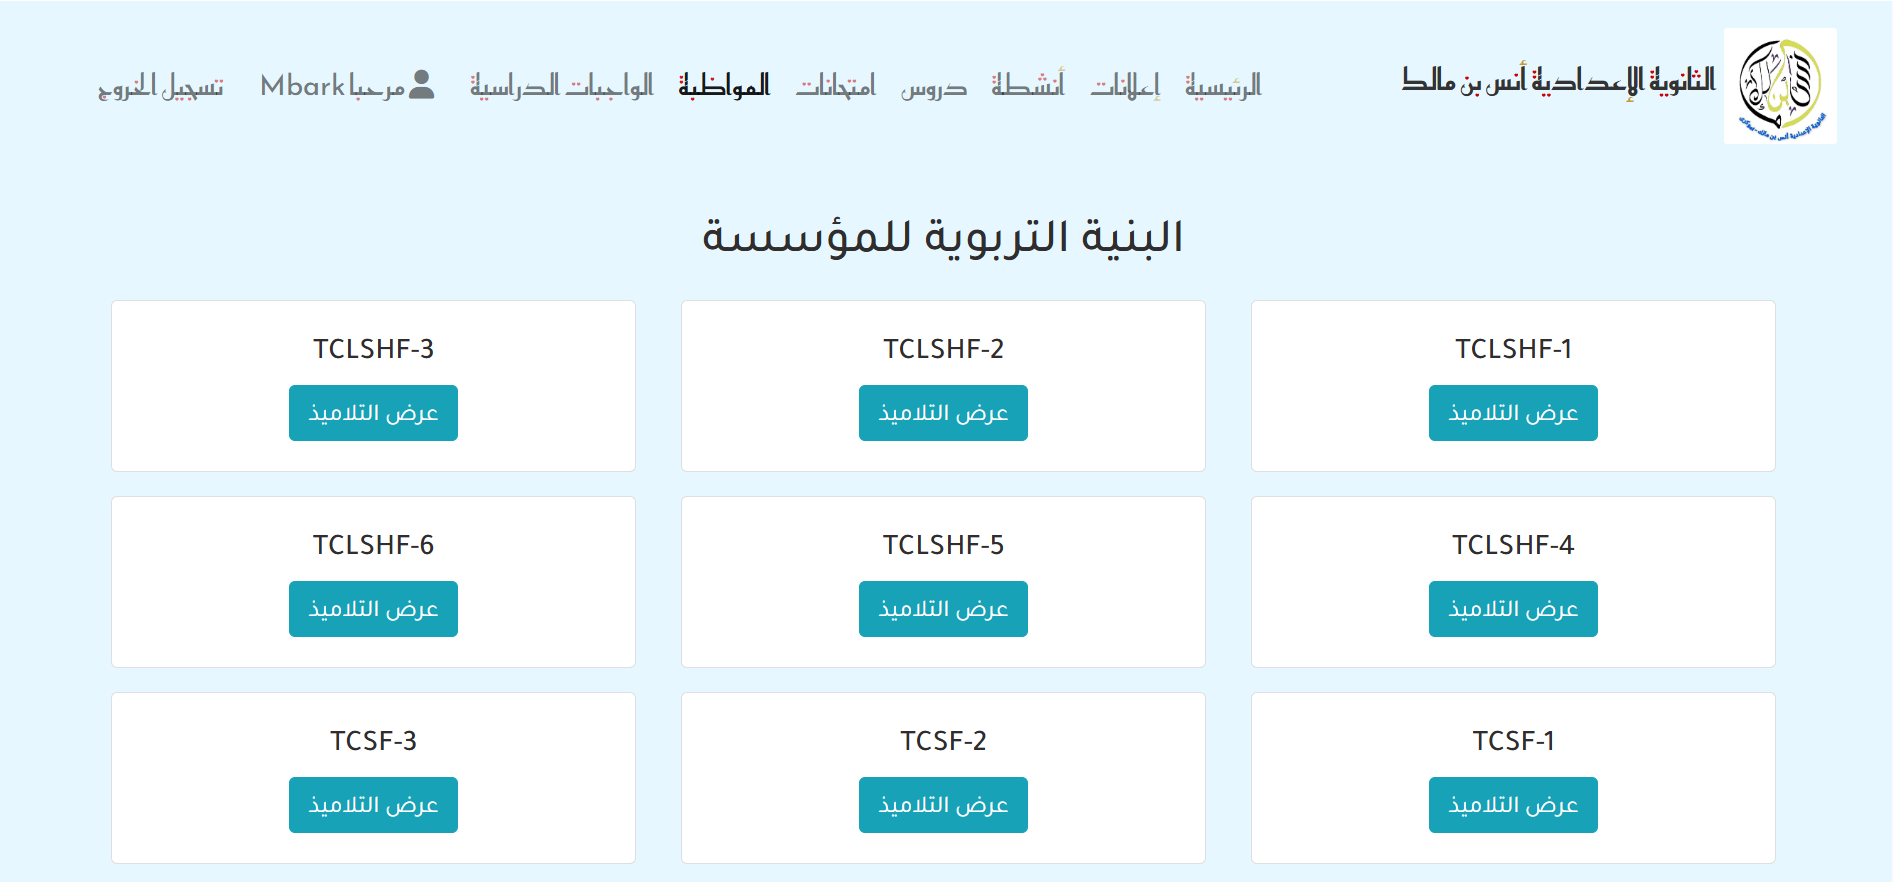 الثانوية الإعدادية أنس بن مالك
الرئيسية إعلانات أنشطة دروس امتحانات المواظبة الواجبات الدراسية مرحبا Mbark تسجيل الخروج
البنية التربوية للمؤسسة
TCLSHF-1
عرض التلاميذ
TCLSHF-2
عرض التلاميذ
TCLSHF-3
عرض التلاميذ
TCLSHF-4
عرض التلاميذ
TCLSHF-5
عرض التلاميذ
TCLSHF-6
عرض التلاميذ
TCSF-1
عرض التلاميذ
TCSF-2
عرض التلاميذ
TCSF-3
عرض التلاميذ